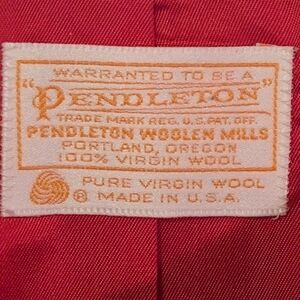 WARRANTED TO BE A
"PENDLETON"
TRADE MARK REG. U.S. PAT. OFF.
PENDLETON WOOLEN MILLS
PORTLAND, OREGON
100% VIRGIN WOOL
PURE VIRGIN WOOL
® MADE IN U.S.A.